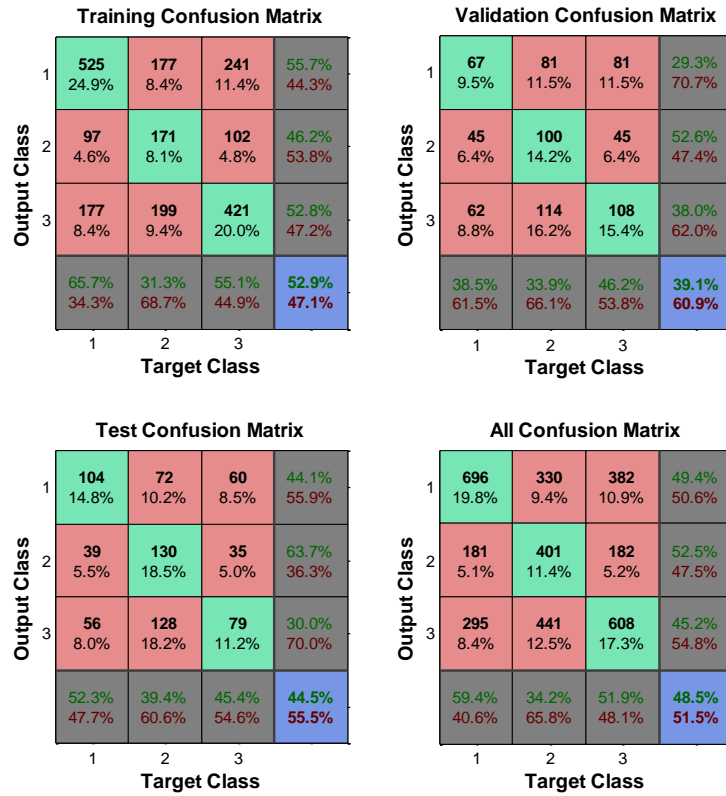 Training Confusion Matrix
Output Class
1
525 177 241 55.7%
24.9% 8.4% 11.4% 44.3%
2
97 171 102 46.2%
4.6% 8.1% 4.8% 53.8%
3
177 199 421 52.8%
8.4% 9.4% 20.0% 47.2%
65.7% 31.3% 55.1% 52.9%
34.3% 68.7% 44.9% 47.1%
1 2 3
Target Class
Validation Confusion Matrix
Output Class
1
67 81 81 29.3%
9.5% 11.5% 11.5% 70.7%
2
45 100 45 52.6%
6.4% 14.2% 6.4% 47.4%
3
62 114 108 38.0%
8.8% 16.2% 15.4% 62.0%
38.5% 33.9% 46.2% 39.1%
61.5% 66.1% 53.8% 60.9%
1 2 3
Target Class
Test Confusion Matrix
Output Class
1
104 72 60 44.1%
14.8% 10.2% 8.5% 55.9%
2
39 130 35 63.7%
5.5% 18.5% 5.0% 36.3%
3
56 128 79 30.0%
8.0% 18.2% 11.2% 70.0%
52.3% 39.4% 45.4% 44.5%
47.7% 60.6% 54.6% 55.5%
1 2 3
Target Class
All Confusion Matrix
Output Class
1
696 330 382 49.4%
19.8% 9.4% 10.9% 50.6%
2
181 401 182 52.5%
5.1% 11.4% 5.2% 47.5%
3
295 441 608 45.2%
8.4% 12.5% 17.3% 54.8%
59.4% 34.2% 51.9% 48.5%
40.6% 65.8% 48.1% 51.5%
1 2 3
Target Class